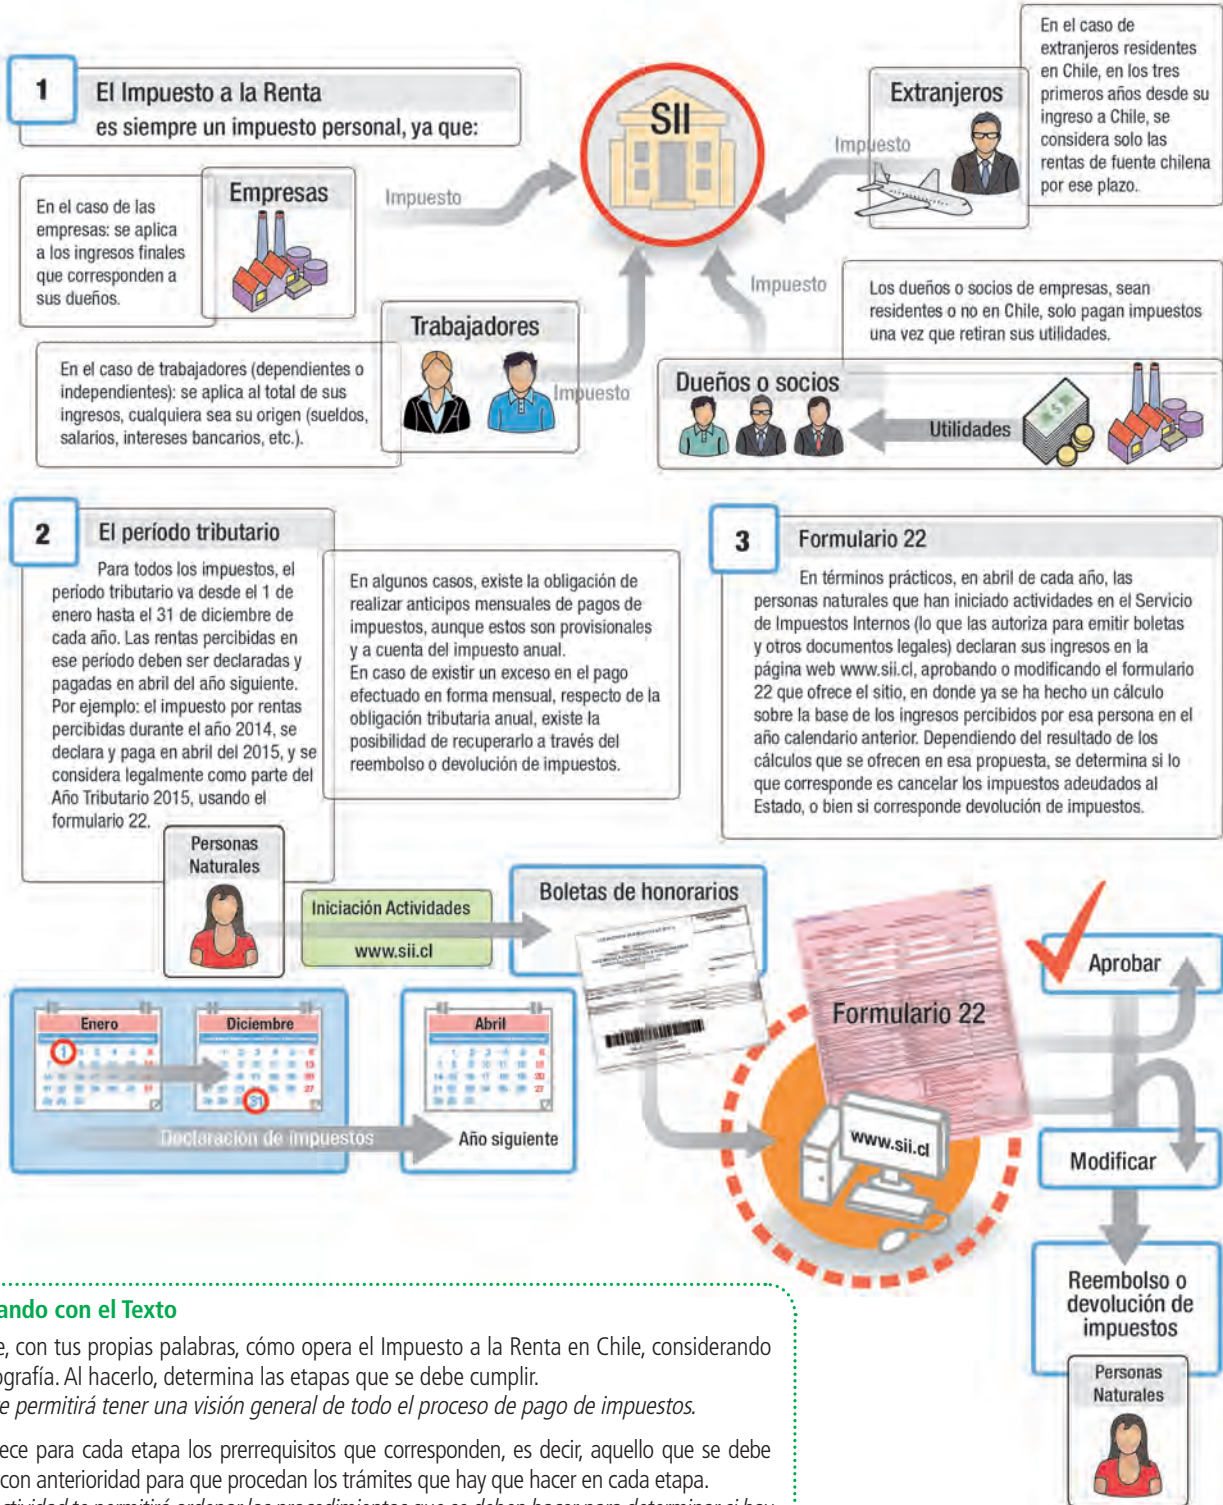 1
El Impuesto a la Renta
es siempre un impuesto personal, ya que:
En el caso de las
empresas: se aplica
a los ingresos finales
que corresponden a
sus dueños.
Empresas
Impuesto
SII
Impuesto
Extranjeros
En el caso de
extranjeros residentes
en Chile, en los tres
primeros años desde su
ingreso a Chile, se
considera solo las
rentas de fuente chilena
por ese plazo.
En el caso de trabajadores (dependientes o
independientes): se aplica al total de sus
ingresos, cualquiera sea su origen (sueldos,
salarios, intereses bancarios, etc.).
Trabajadores
Impuesto
Impuesto
Los dueños o socios de empresas, sean
residentes o no en Chile, solo pagan impuestos
una vez que retiran sus utilidades.
Dueños o socios
Utilidades
2
El período tributario
Para todos los impuestos, el
período tributario va desde el 1 de
enero hasta el 31 de diciembre de
cada año. Las rentas percibidas en
ese período deben ser declaradas y
pagadas en abril del año siguiente.
Por ejemplo: el impuesto por rentas
percibidas durante el año 2014, se
declara y paga en abril del 2015, y se
considera legalmente como parte del
Año Tributario 2015, usando el
formulario 22.
En algunos casos, existe la obligación de
realizar anticipos mensuales de pagos de
impuestos, aunque estos son provisionales
y a cuenta del impuesto anual.
En caso de existir un exceso en el pago
efectuado en forma mensual, respecto de la
obligación tributaria anual, existe la
posibilidad de recuperarlo a través del
reembolso o devolución de impuestos.
3
Formulario 22
En términos prácticos, en abril de cada año, las
personas naturales que han iniciado actividades en el Servicio
de Impuestos Internos (lo que las autoriza para emitir boletas
y otros documentos legales) declaran sus ingresos en la
página web www.sii.cl, aprobando o modificando el formulario
22 que ofrece el sitio, en donde ya se ha hecho un cálculo
sobre la base de los ingresos percibidos por esa persona en el
año calendario anterior. Dependiendo del resultado de los
cálculos que se ofrecen en esa propuesta, se determina si lo
que corresponde es cancelar los impuestos adeudados al
Estado, o bien si corresponde devolución de impuestos.
Personas
Naturales
Iniciación Actividades
www.sii.cl
Boletas de honorarios
Enero
1
Diciembre
31
Abril
Declaración de impuestos
Año siguiente
Formulario 22
www.sii.cl
Aprobar
Modificar
Reembolso o
devolución de
impuestos
Personas
Naturales
ando con el Texto
e, con tus propias palabras, cómo opera el Impuesto a la Renta en Chile, considerando
ografía. Al hacerlo, determina las etapas que se debe cumplir.
e permitirá tener una visión general de todo el proceso de pago de impuestos.
ece para cada etapa los prerrequisitos que corresponden, es decir, aquello que se debe
con anterioridad para que procedan los trámites que hay que hacer en cada etapa.
ctividad te permitirá ordenar los procedimientos que se deben hacer para determinar si hay